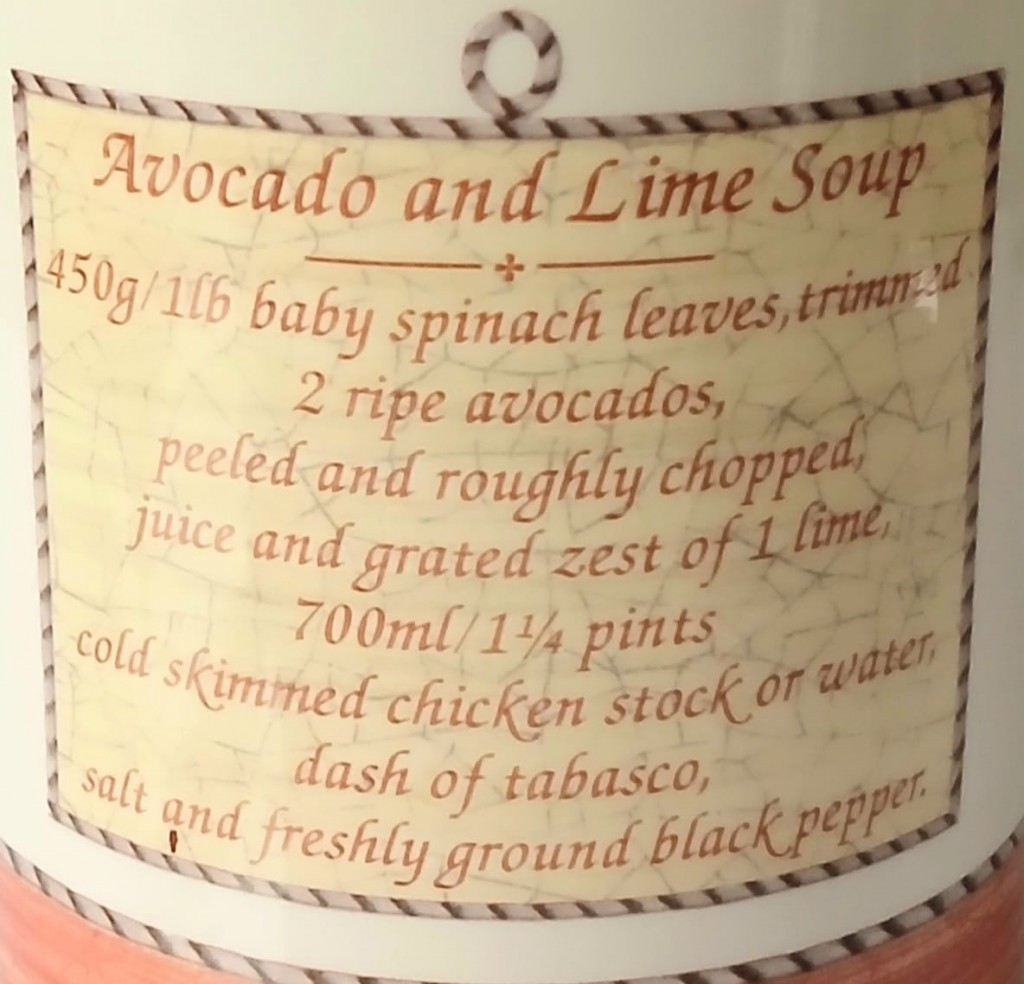 Avocado and Lime Soup
450g/1lb baby spinach leaves, trimmed
2 ripe avocados,
peeled and roughly chopped,
juice and grated zest of 1 lime,
700ml/1¼ pints
cold skimmed chicken stock or water,
dash of tabasco,
salt and freshly ground black pepper.